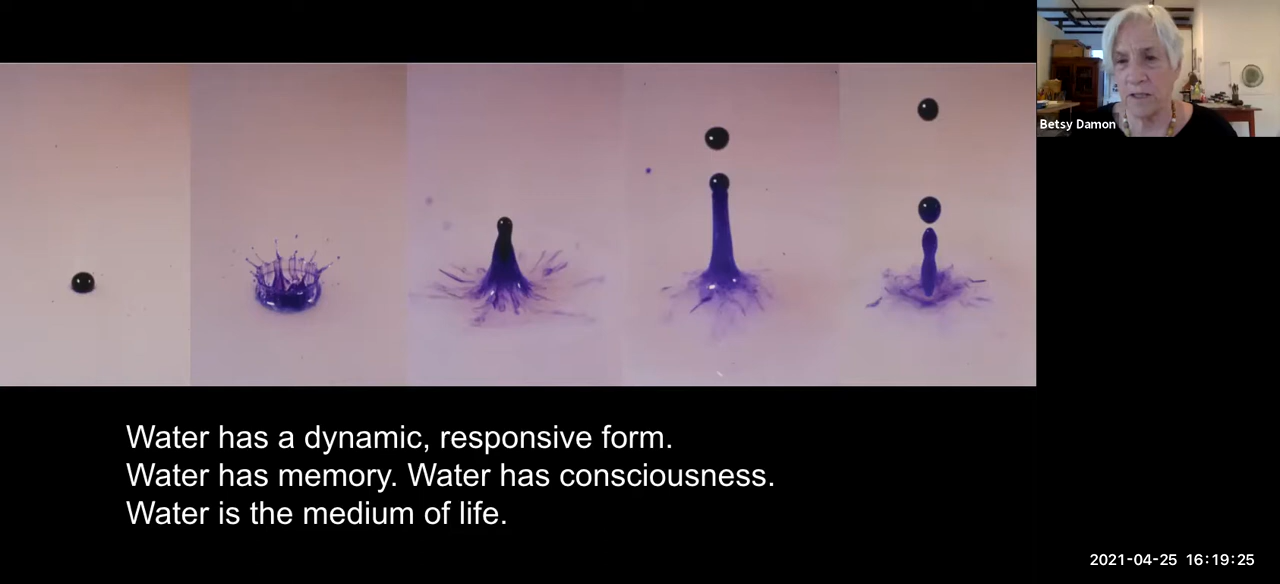 Betsy Damon
Water has a dynamic, responsive form.
Water has memory. Water has consciousness.
Water is the medium of life.
2021-04-25 16:19:25